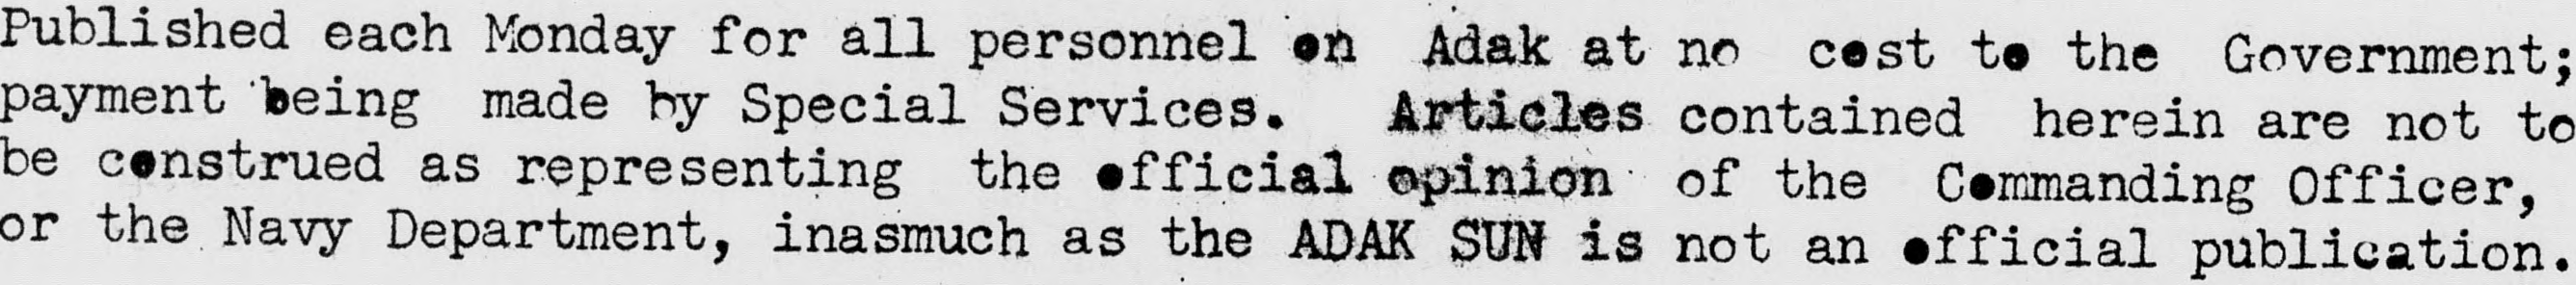 Published each Monday for all personnel on Adak at no cost to the Government;
payment being made by Special Services. Articles contained herein are not to
be construed as representing the official opinion of the Commanding Officer,
or the Navy Department, inasmuch as the ADAK SUN is not an official publication.